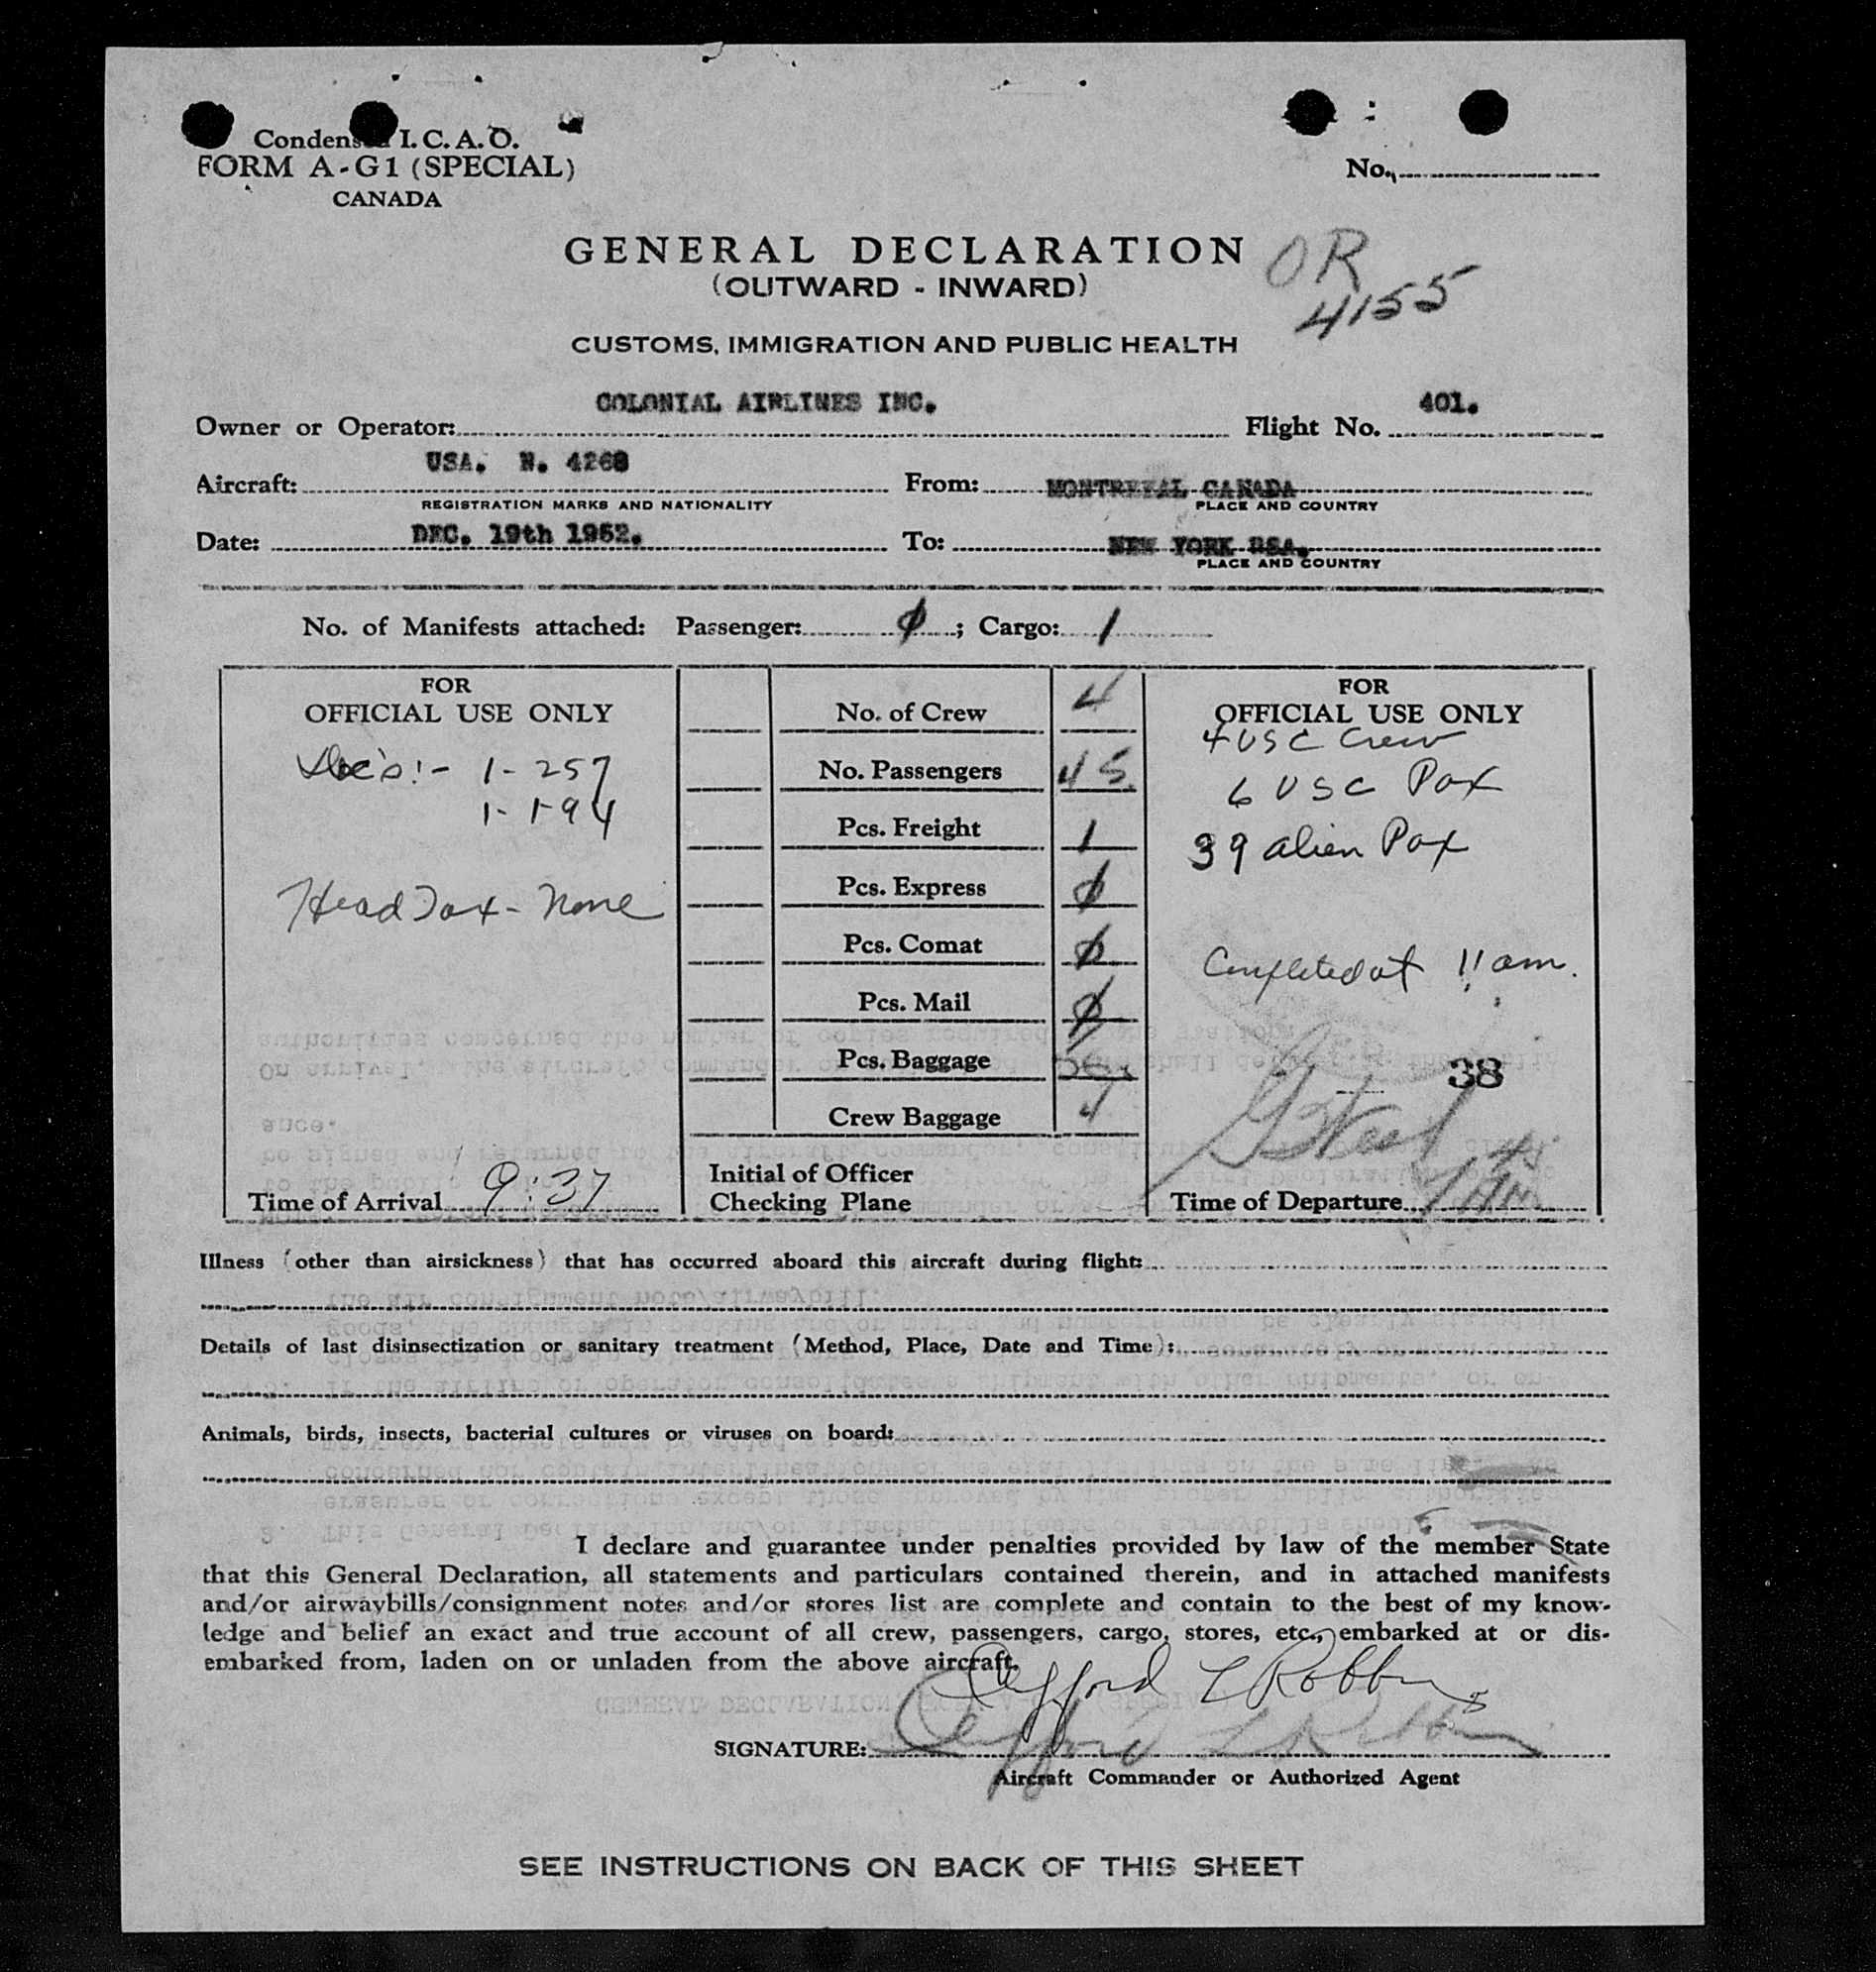 Condensed I.C.A.O.
FORM A-G1 (SPECIAL)
CANADA
No.
GENERAL DECLARATION
(OUTWARD - INWARD)
OR
4155
CUSTOMS, IMMIGRATION AND PUBLIC HEALTH
Owner or Operator: COLONIAL AIRLINES INC. Flight No. 401.
Aircraft: USA. N. 4268 From: MONTREYAL CANADA
REGISTRATION MARKS AND NATIONALITY PLACE AND COUNTRY
Date: DEC. 19th 1952. To: NEW YORK USA.
PLACE AND COUNTRY
No. of Manifests attached: Passenger: 0 ; Cargo: 1
FOR
OFFICIAL USE ONLY
1-257
1-1-94
Head Tax - None
Time of Arrival 9:37
No. of Crew 4
No. Passengers 45
Pcs. Freight 1
Pcs. Express 0
Pcs. Comat 0
Pcs. Mail 0
Pcs. Baggage
Crew Baggage 4
Initial of Officer
Checking Plane
FOR
OFFICIAL USE ONLY
4 USC Crew
6 USC Pax
39 alien Pax
Completed at 11 am.
38
Time of Departure
Illness (other than airsickness) that has occurred aboard this aircraft during flight:
Details of last disinsectization or sanitary treatment (Method, Place, Date and Time):
Animals, birds, insects, bacterial cultures or viruses on board:
I declare and guarantee under penalties provided by law of the member State
that this General Declaration, all statements and particulars contained therein, and in attached manifests
and/or airwaybills/consignment notes and/or stores list are complete and contain to the best of my know-
ledge and belief an exact and true account of all crew, passengers, cargo, stores, etc., embarked at or dis-
embarked from, laden on or unladen from the above aircraft.
Clifford L Robbins
SIGNATURE: Clifford L Robbins
Aircraft Commander or Authorized Agent
SEE INSTRUCTIONS ON BACK OF THIS SHEET